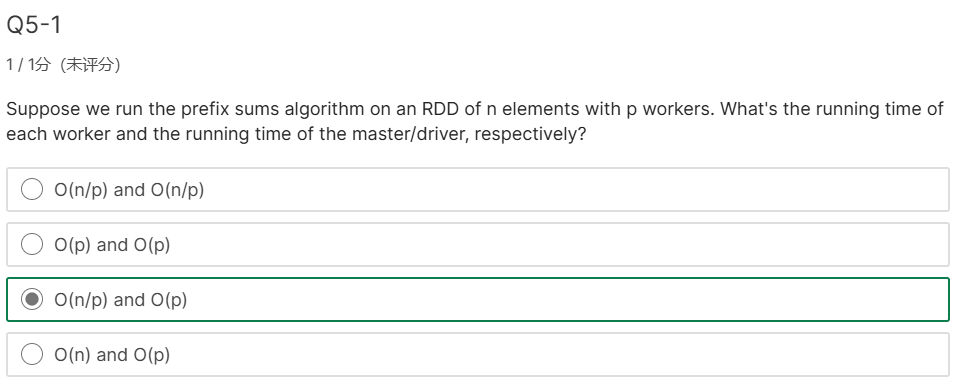 Q5-1
1 / 1分（未评分）
Suppose we run the prefix sums algorithm on an RDD of n elements with p workers. What's the running time of
each worker and the running time of the master/driver, respectively?
O(n/p) and O(n/p)
O(p) and O(p)
O(n/p) and O(p)
O(n) and O(p)